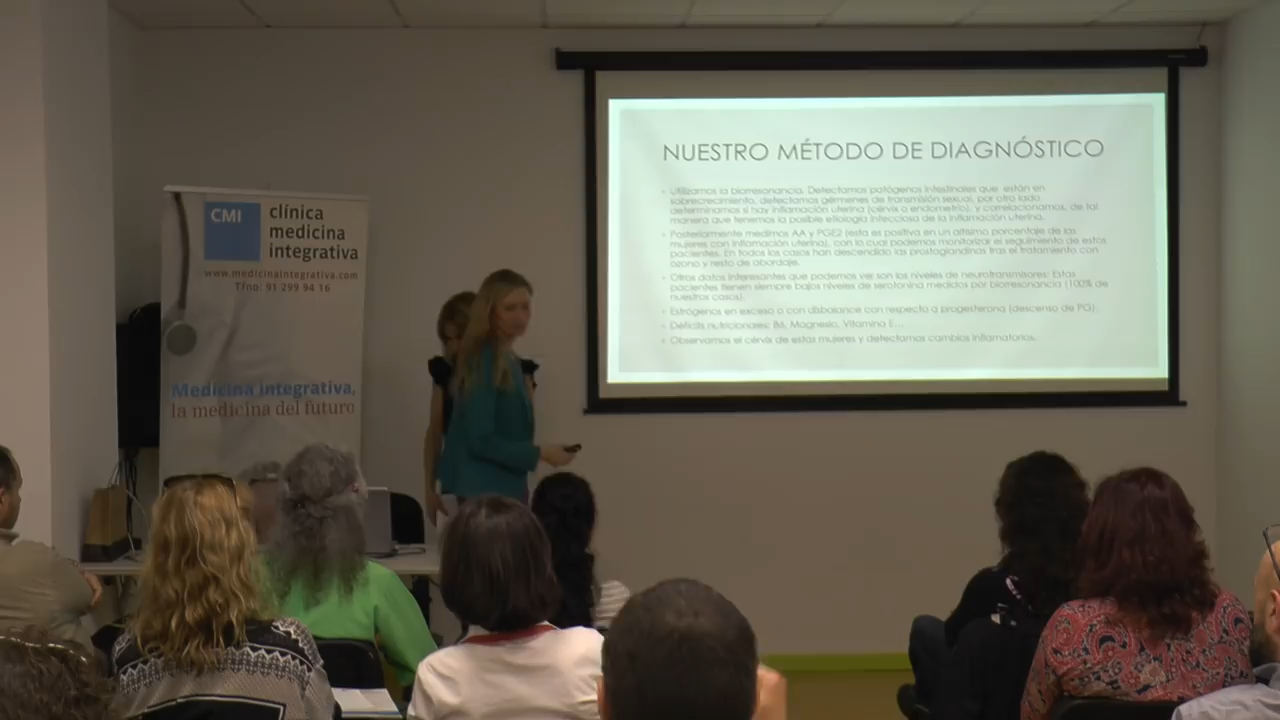 CMI
clínica
medicina
integrativa
www.medicinaintegrativa.com
Tfno: 91 299 94 16
Medicina integrativa,
la medicina del futuro
NUESTRO MÉTODO DE DIAGNÓSTICO
Utilizamos la biorresonancia. Detectamos patógenos intestinales que están en
sobrecrecimiento, detectamos gérmenes de transmisión sexual, por otro lado
determinamos si hay inflamación uterina (cérvix o endometrio), y correlacionamos, de tal
manera que tenemos la posible etiología infecciosa de la inflamación uterina.
Posteriormente medimos AA y PGE2 (esta es positiva en un altísimo porcentaje de las
mujeres con inflamación uterina), con lo cual podemos monitorizar el seguimiento de estas
pacientes. En todos los casos han descendido las prostaglandinas tras el tratamiento con
ozono y resto de abordaje.
Otros datos interesantes que podemos ver son los niveles de neurotransmisores: Estas
pacientes tienen siempre bajos niveles de serotonina medidos por biorresonancia (100% de
nuestros casos).
Estrógenos en exceso o con disbalance con respecto a progesterona (descenso de PG).
Déficits nutricionales: B6, Magnesio, Vitamina E...
Observamos el cérvix de estas mujeres y detectamos cambios inflamatorios.